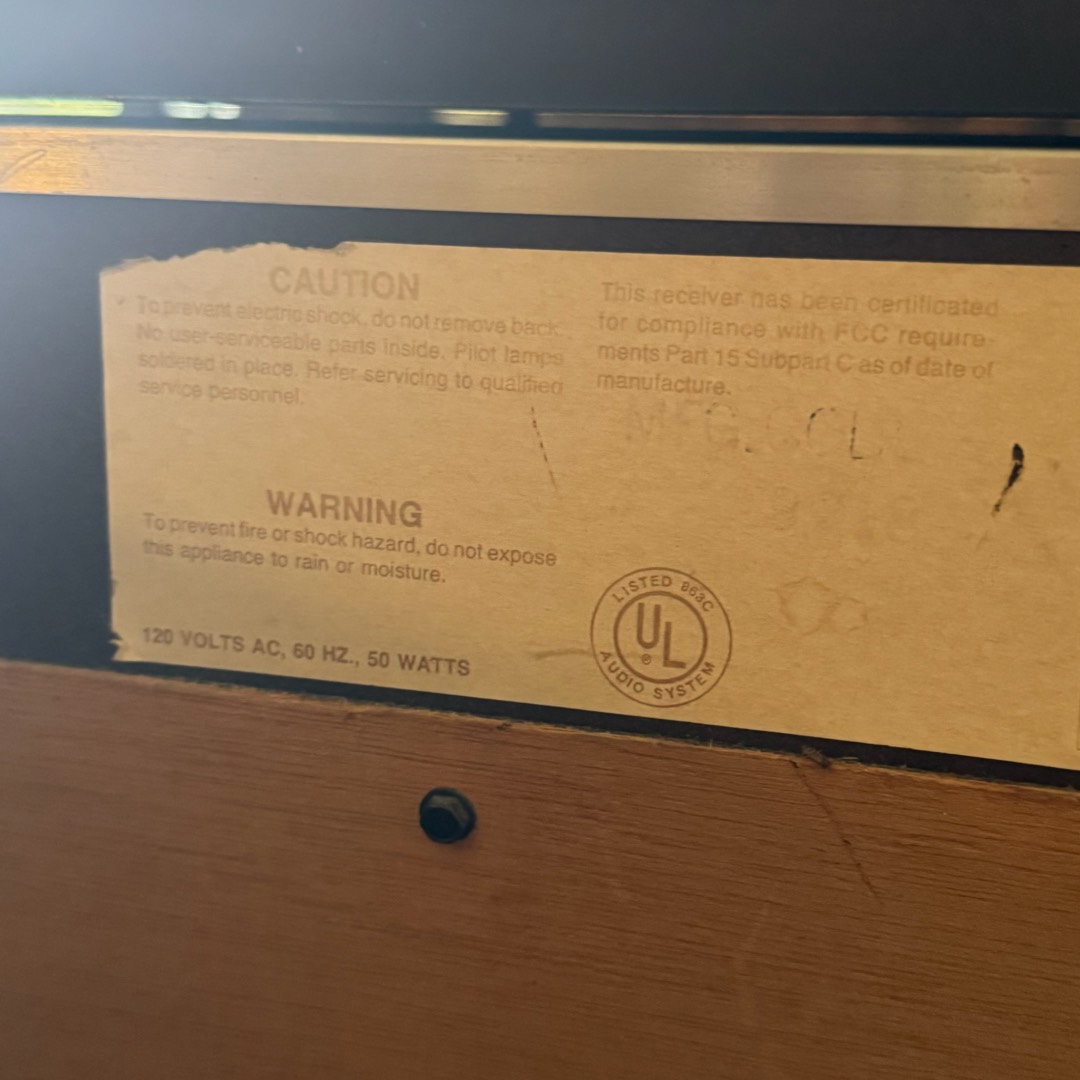 CAUTION
To prevent electric shock, do not remove back.
No user-serviceable parts inside. Pilot lamps
soldered in place. Refer servicing to qualified
service personnel.
WARNING
To prevent fire or shock hazard, do not expose
this appliance to rain or moisture.
120 VOLTS AC, 60 HZ., 50 WATTS
This receiver has been certificated
for compliance with FCC require-
ments Part 15 Subpart C as of date of
manufacture.
LISTED 863C
UL
®
AUDIO SYSTEM